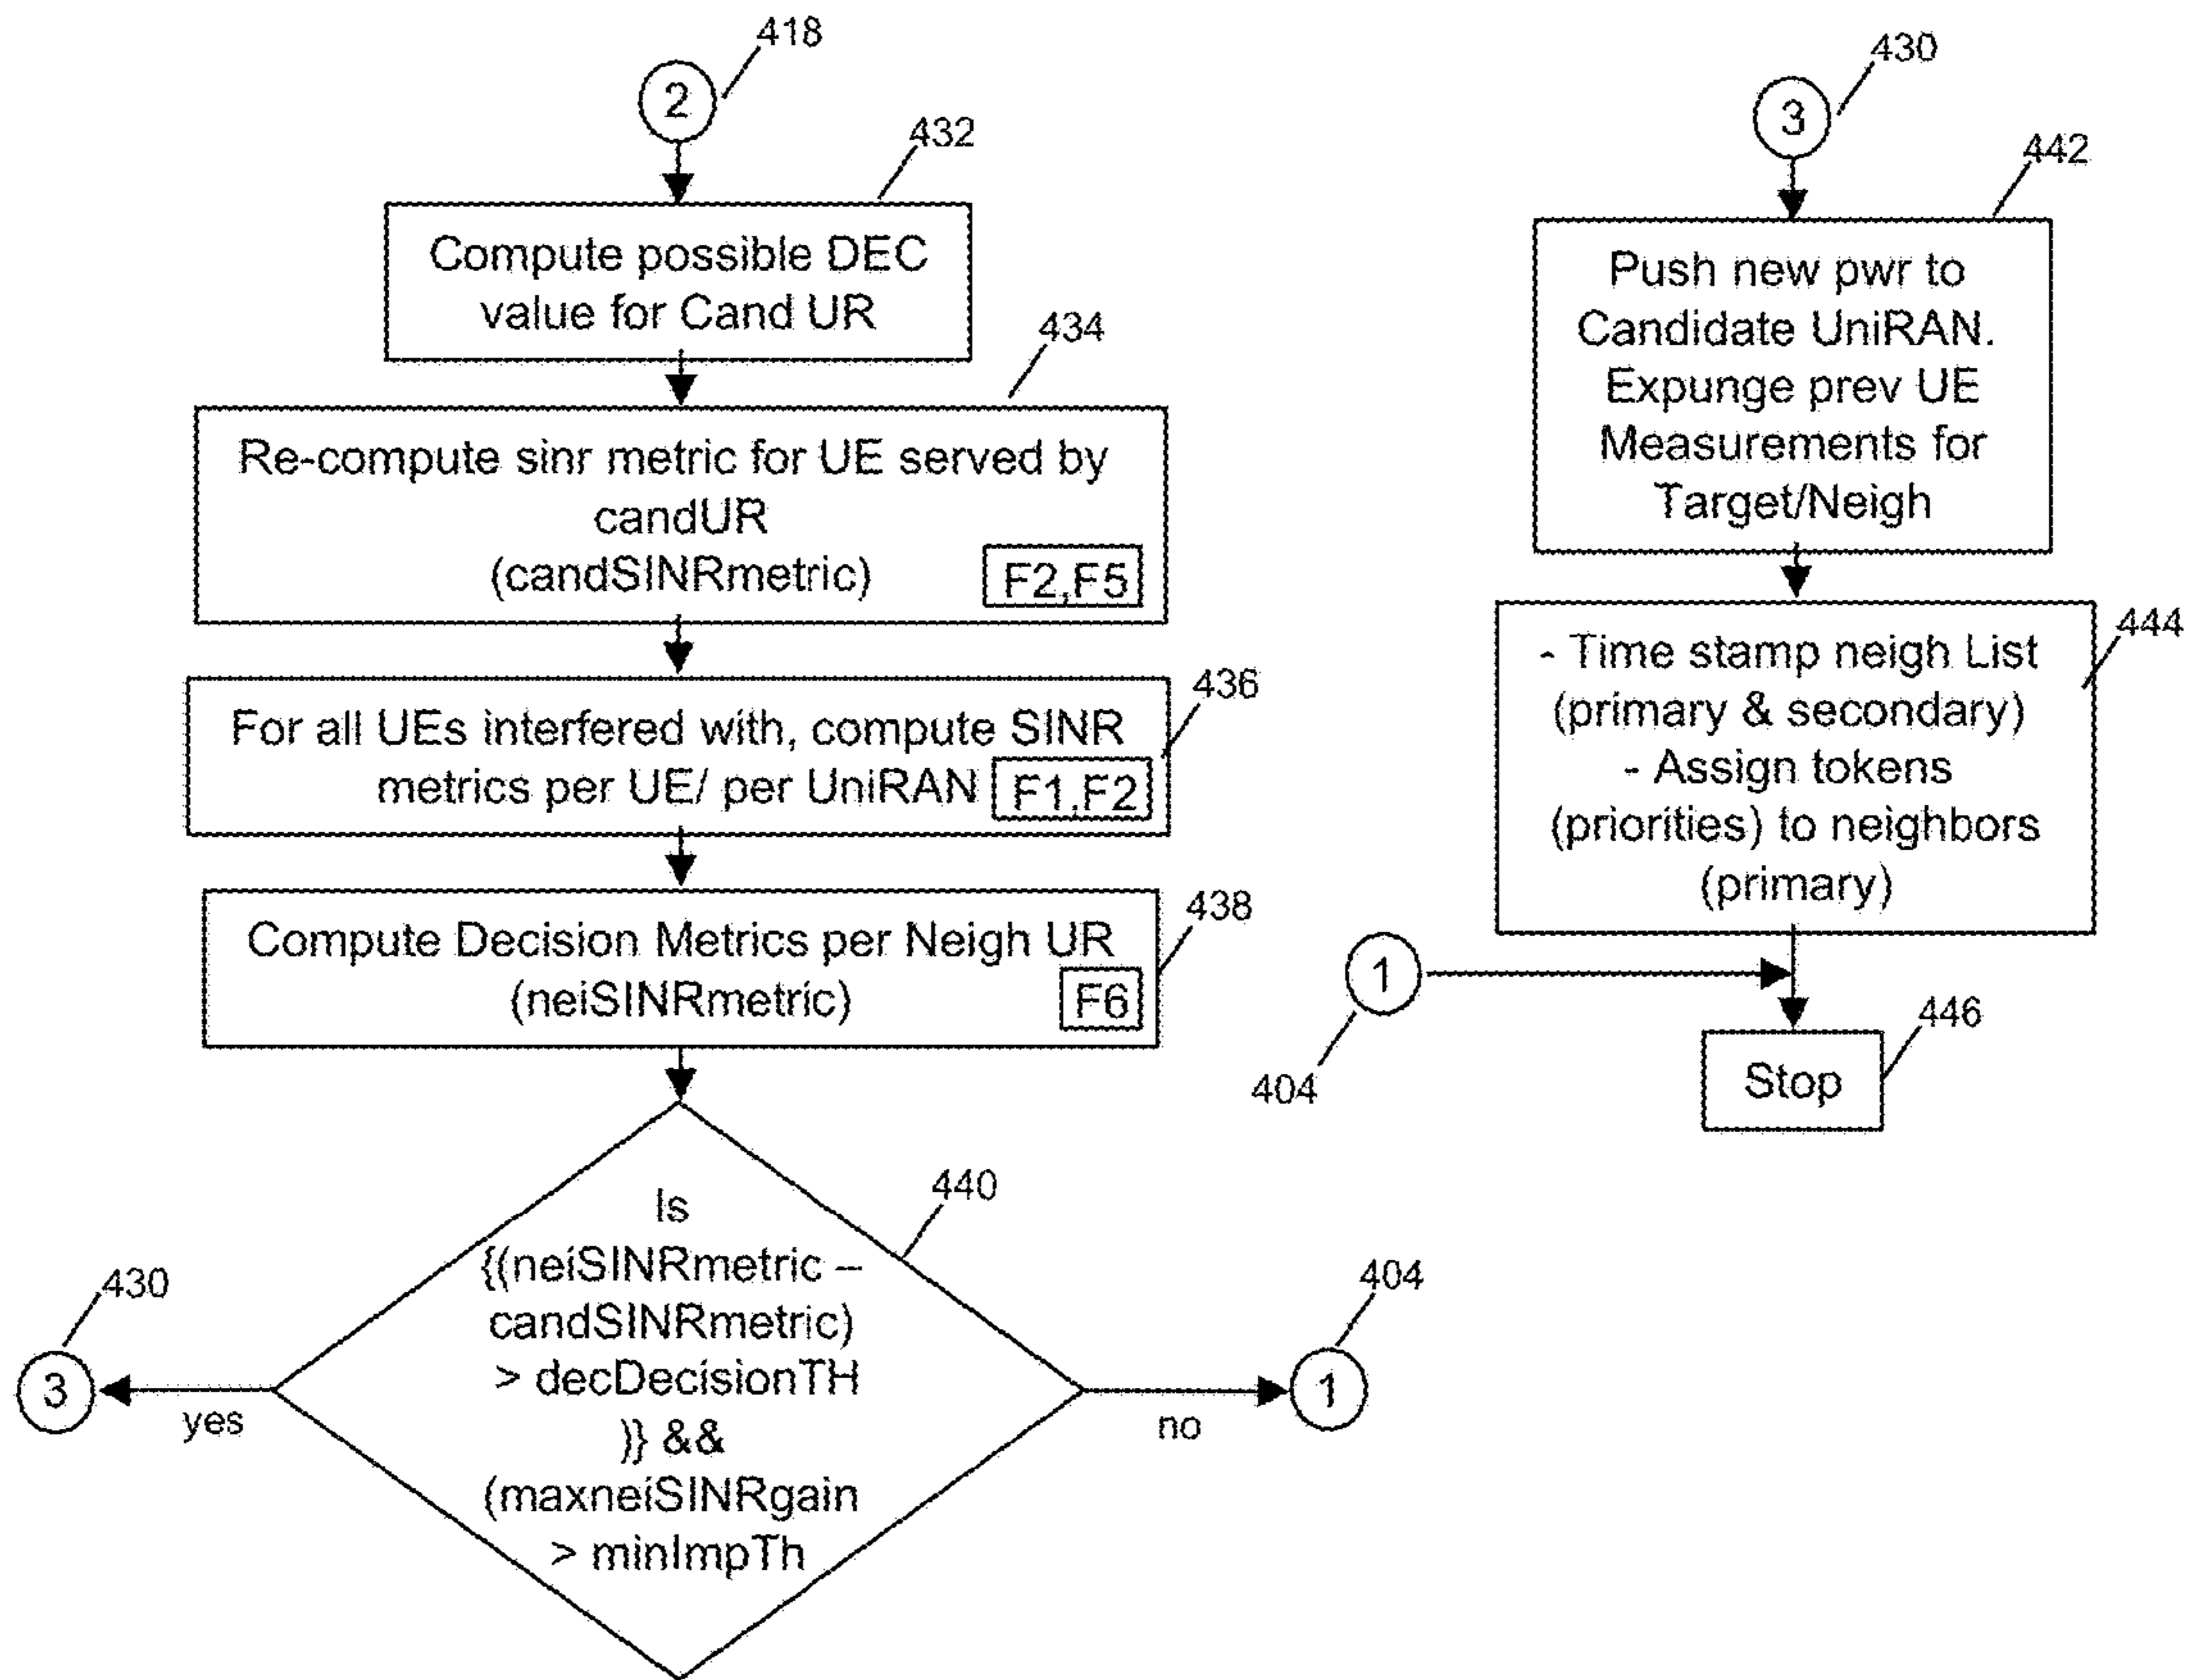 418
2
432
Compute possible DEC
value for Cand UR
434
Re-compute sinr metric for UE served by
candUR
(candSINRmetric)
F2,F5
436
For all UEs interfered with, compute SINR
metrics per UE/ per UniRAN
F1,F2
438
Compute Decision Metrics per Neigh UR
(neiSINRmetric)
F6
440
Is
{(neiSINRmetric –
candSINRmetric)
> decDecisionTH
)} &&
(maxneiSINRgain
> minImpTh
430
3
yes
404
1
no
430
3
442
Push new pwr to
Candidate UniRAN.
Expunge prev UE
Measurements for
Target/Neigh
444
- Time stamp neigh List
(primary & secondary)
- Assign tokens
(priorities) to neighbors
(primary)
1
404
446
Stop